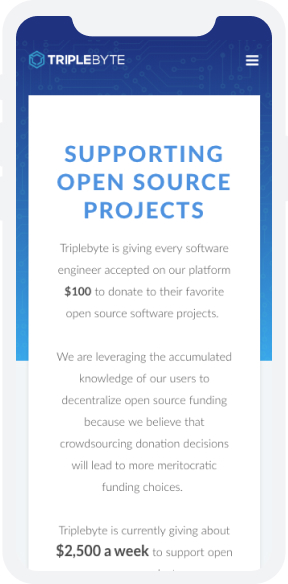 TRIPLEBYTE
SUPPORTING
OPEN SOURCE
PROJECTS
Triplebyte is giving every software
engineer accepted on our platform
$100 to donate to their favorite
open source software projects.
We are leveraging the accumulated
knowledge of our users to
decentralize open source funding
because we believe that
crowdsourcing donation decisions
will lead to more meritocratic
funding choices.
Triplebyte is currently giving about
$2,500 a week to support open